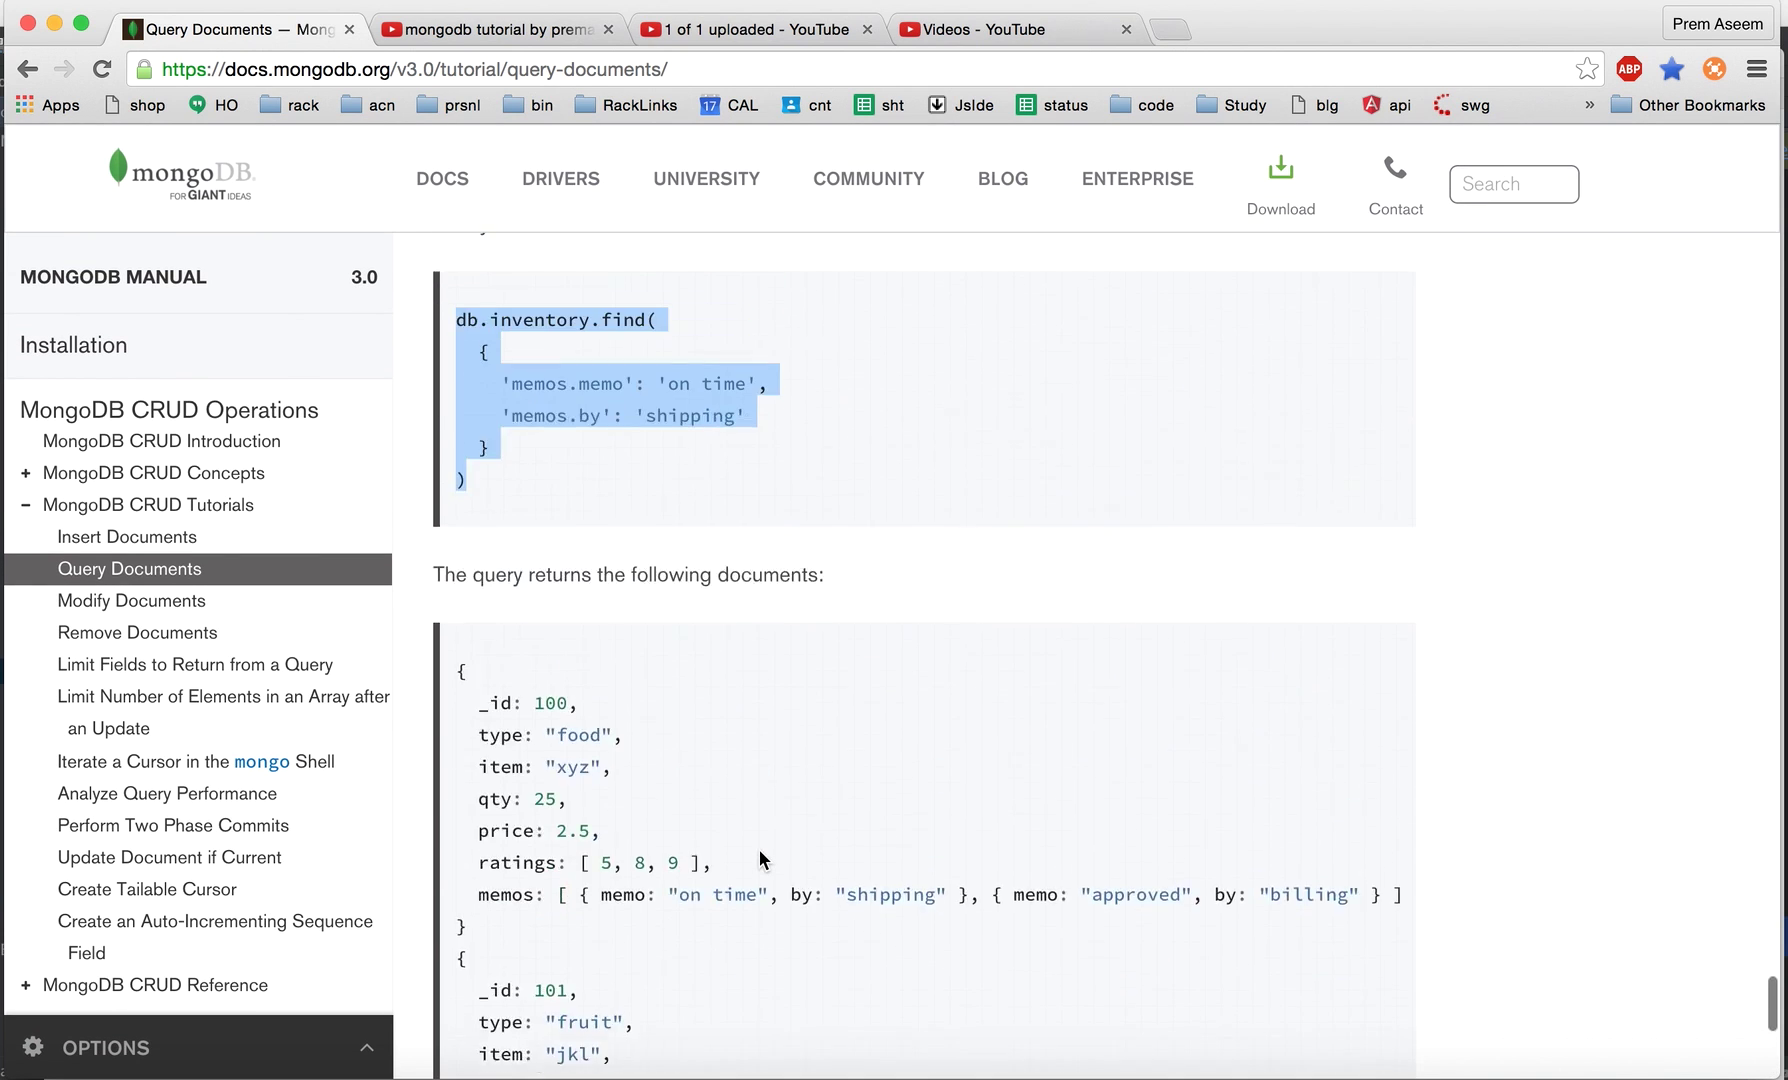 Query Documents — Mong
mongodb tutorial by prema
1 of 1 uploaded - YouTube
Videos - YouTube
Prem Aseem
https://docs.mongodb.org/v3.0/tutorial/query-documents/
ABP
Apps
shop
HO
rack
acn
prsnl
bin
RackLinks
17
CAL
cnt
sht
Jslde
status
code
Study
blg
api
swg
»
Other Bookmarks
mongoDB.
FOR GIANT IDEAS
DOCS
DRIVERS
UNIVERSITY
COMMUNITY
BLOG
ENTERPRISE
Download
Contact
Search
MONGODB MANUAL 3.0
Installation
MongoDB CRUD Operations
MongoDB CRUD Introduction
+ MongoDB CRUD Concepts
− MongoDB CRUD Tutorials
Insert Documents
Query Documents
Modify Documents
Remove Documents
Limit Fields to Return from a Query
Limit Number of Elements in an Array after
an Update
Iterate a Cursor in the mongo Shell
Analyze Query Performance
Perform Two Phase Commits
Update Document if Current
Create Tailable Cursor
Create an Auto-Incrementing Sequence
Field
+ MongoDB CRUD Reference
OPTIONS
db.inventory.find(
{
'memos.memo': 'on time',
'memos.by': 'shipping'
}
)
The query returns the following documents:
{
_id: 100,
type: "food",
item: "xyz",
qty: 25,
price: 2.5,
ratings: [ 5, 8, 9 ],
memos: [ { memo: "on time", by: "shipping" }, { memo: "approved", by: "billing" } ]
}
{
_id: 101,
type: "fruit",
item: "jkl",